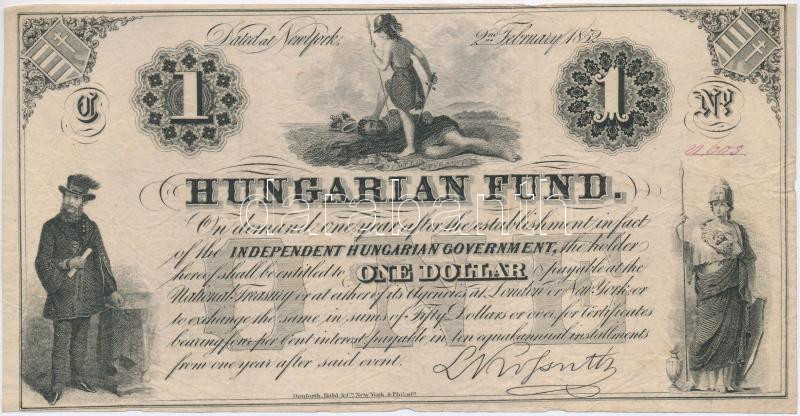 Dated at New York, 2nd February 1852
1 1
NY
HUNGARIAN FUND.
On demand, one year after the establishment in fact
of the INDEPENDENT HUNGARIAN GOVERNMENT, the holder
hereof shall be entitled to ONE DOLLAR payable at the
National Treasury or at either of its Agencies at London or New York, or
to exchange the same in sums of Fifty Dollars or over, for Certificates
bearing four per Cent interest, payable in ten equal annual installments
from one year after said event.
L Kossuth
Danforth, Bald & Co. New York & Philada.